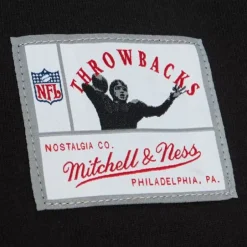 THROWBACKS
NFL
NOSTALGIA CO.
Mitchell & Ness
PHILADELPHIA, PA.